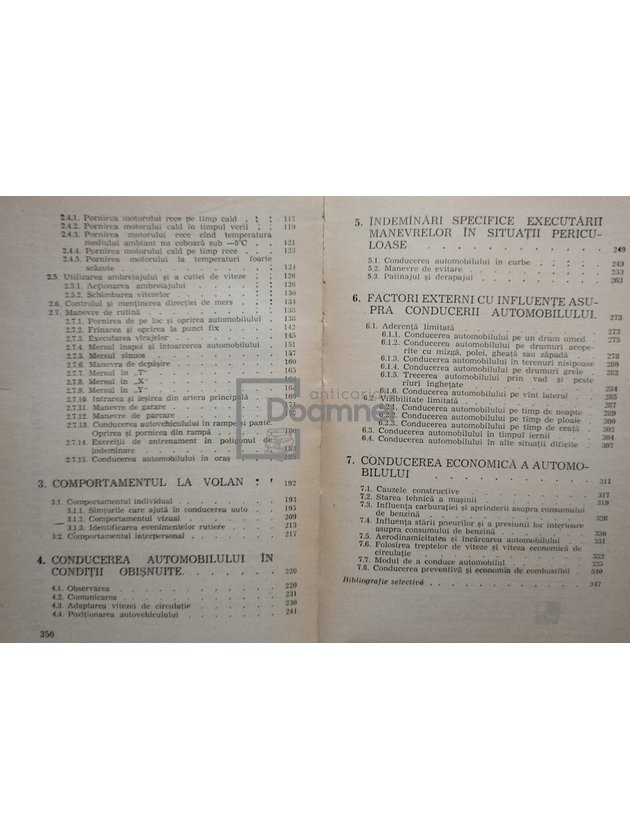 2.4.1. Pornirea motorului rece pe timp cald . : : 117
2.4.2. Pornirea motorului cald în timpul verii . : 119
2.4.3. Pornirea motorului rece cînd temperatura
mediului ambiant nu coboară sub —5°C . . 121
2.4.4. Pornirea motorului cald pe timp rece . . . 123
2.4.5. Pornirea motorului la temperaturi foarte
scăzute . . . . . . . . . 124
2.5. Utilizarea ambreiajului și a cutiei de viteze . . . 126
2.5.1. Acționarea ambreiajului . . . . . 126
2.5.2. Schimbarea vitezelor . . . . . . 130
2.6. Controlul și menținerea direcției de mers . . . . 134
2.7. Manevre de rutină . . . . . . . . 138
2.7.1. Pornirea de pe loc și oprirea automobilului . 138
2.7.2. Frînarea și oprirea la punct fix . . . . 142
2.7.3. Executarea virajelor . . . . . . 145
2.7.4. Mersul înapoi și întoarcerea automobilului . 151
2.7.5. Mersul sinuos . . . . . . . 157
2.7.6. Manevra de depășire . . . . . . 160
2.7.7. Mersul în „T“ . . . . . . . 165
2.7.8. Mersul în „X“
2.7.9. Mersul în „Y“
2.7.10. Intrarea și ieșirea din artera principală . . 169
2.7.11. Manevre de garare
2.7.12. Manevre de parcare
2.7.13. Conducerea autovehiculului în rampe și pante.
Oprirea și pornirea din rampă . . . . 180
2.7.14. Exerciții de antrenament în poligonul de
îndemînare . . . . . . . . 183
2.7.15. Conducerea automobilului în oraș
3. COMPORTAMENTUL LA VOLAN 192
3.1. Comportamentul individual . . . . . . 193
3.1.1. Simțurile care ajută în conducerea auto . . 195
3.1.2. Comportamentul vizual . . . . . 209
3.1.3. Identificarea evenimentelor rutiere . . . 213
3.2. Comportamentul interpersonal . . . . . . 217
4. CONDUCEREA AUTOMOBILULUI ÎN
CONDIȚII OBIȘNUITE . . . . . . 220
4.1. Observarea . . . . . . . . . 220
4.2. Comunicarea . . . . . . . . . 231
4.3. Adaptarea vitezei de circulație . . . . . . 236
4.4. Poziționarea autovehiculului . . . . . . 241
350
5. ÎNDEMÎNĂRI SPECIFICE EXECUTĂRII
MANEVRELOR ÎN SITUAȚII PERICU-
LOASE . . . . . . . . . 249
5.1. Conducerea automobilului în curbe . . . . . 249
5.2. Manevre de evitare . . . . . . . . 253
5.3. Patinajul și derapajul . . . . . . . 263
6. FACTORI EXTERNI CU INFLUENȚE ASU-
PRA CONDUCERII AUTOMOBILULUI. 273
6.1. Aderență limitată . . . . . . . . 273
6.1.1. Conducerea automobilului pe un drum umed . 275
6.1.2. Conducerea automobilului pe drumuri acope-
rite cu mîzgă, polei, gheață sau zăpadă . . 278
6.1.3. Conducerea automobilului în terenuri nisipoase
6.1.4. Conducerea automobilului pe drumuri grele
6.1.5. Trecerea automobilului prin vad și peste
rîuri înghețate
6.1.6. Conducerea automobilului pe vînt lateral . . 284
6.2. Vizibilitate limitată
6.2.1. Conducerea automobilului pe timp de noapte
6.2.2. Conducerea automobilului pe timp de ploaie
6.2.3. Conducerea automobilului pe timp de ceață . 302
6.3. Conducerea automobilului în timpul iernii . . . 304
6.4. Conducerea automobilului în alte situații dificile . . 307
7. CONDUCEREA ECONOMICĂ A AUTOMO-
BILULUI . . . . . . . . . 311
7.1. Cauzele constructive
7.2. Starea tehnică a mașinii . . . . . . . 317
7.3. Influența carburației și aprinderii asupra consumului 319
de benzină
7.4. Influența stării pneurilor și a presiunii lor interioare 326
asupra consumului de benzină . . . . . . 330
7.5. Aerodinamicitatea și încărcarea automobilului . . 331
7.6. Folosirea treptelor de viteze și viteza economică de
circulație . . . . . . . . . . 332
7.7. Modul de a conduce automobilul . . . . . 335
7.8. Conducerea preventivă și economia de combustibil . 340
Bibliografie selectivă . . . . . . . . . 347
anticariat
Doamnei